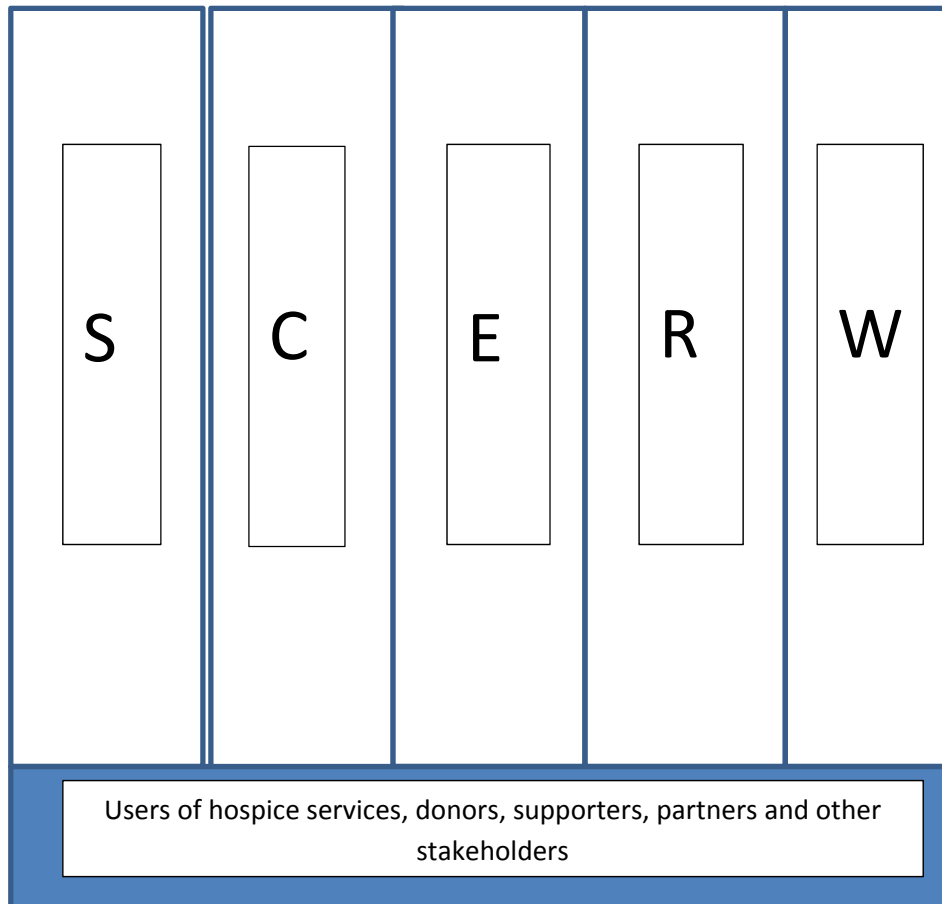 S C E R W
Users of hospice services, donors, supporters, partners and other
stakeholders